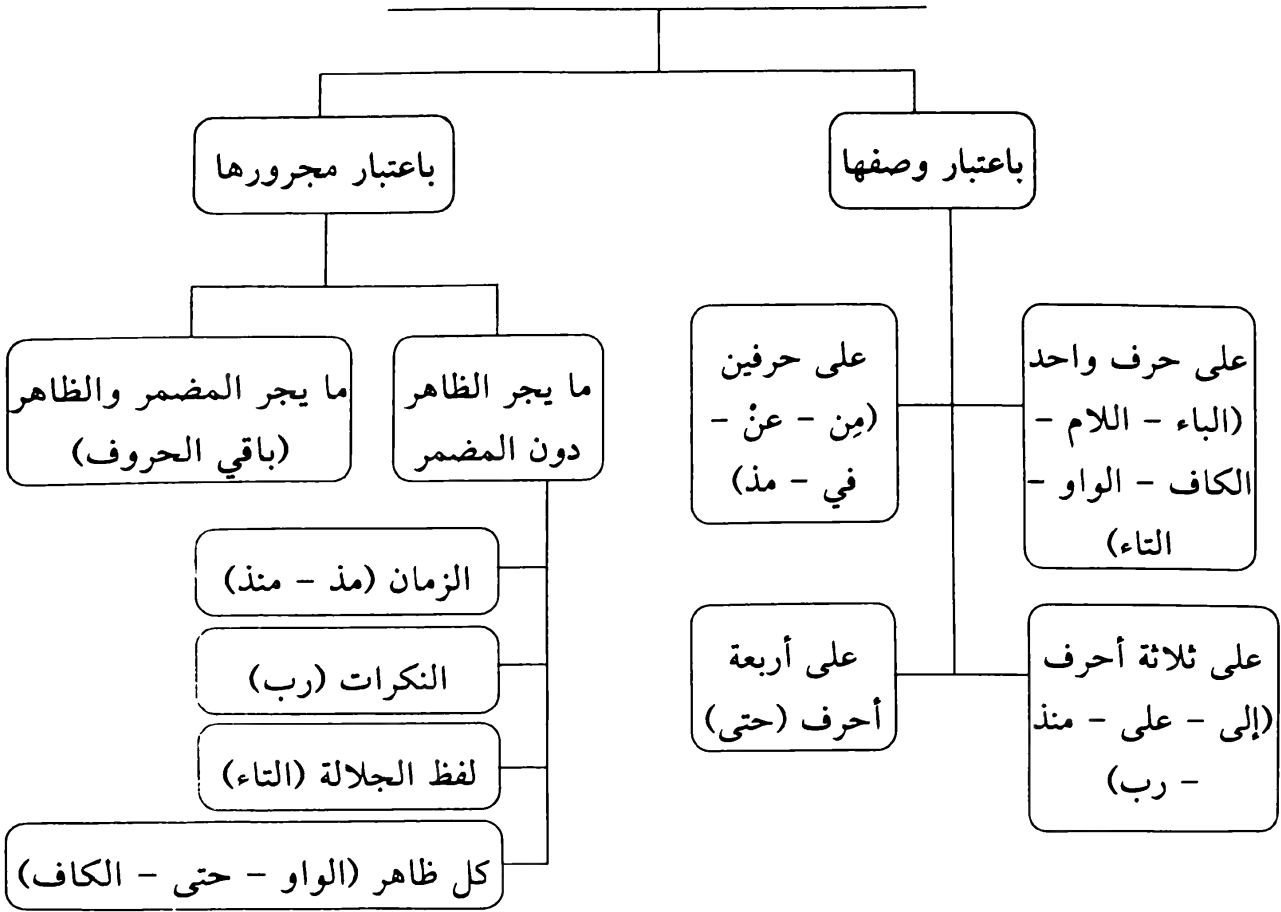 باعتبار وصفها
باعتبار مجرورها
على حرف واحد
(الباء - اللام -
الكاف - الواو -
التاء)
على حرفين
(مِن - عنْ -
في - مذ)
على ثلاثة أحرف
(إلى - على - منذ
- رب)
على أربعة
أحرف (حتى)
ما يجر الظاهر
دون المضمر
ما يجر المضمر والظاهر
(باقي الحروف)
الزمان (مذ - منذ)
النكرات (رب)
لفظ الجلالة (التاء)
كل ظاهر (الواو - حتى - الكاف)